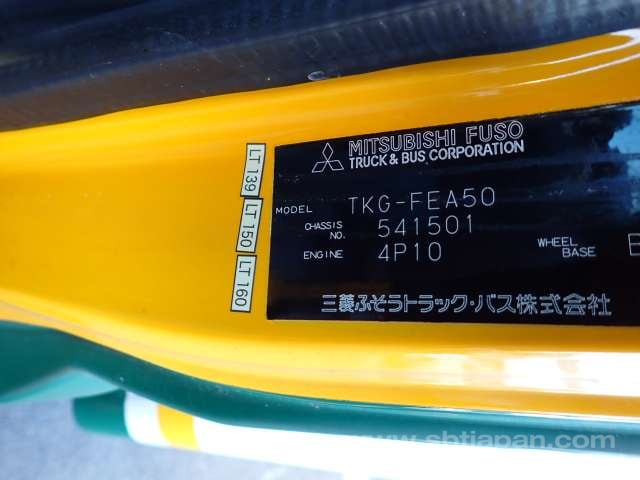 MITSUBISHI FUSO
TRUCK & BUS CORPORATION
MODEL TKG-FEA50
CHASSIS NO. 541501
ENGINE 4P10 WHEEL BASE
三菱ふそうトラック・バス株式会社
LT 139
LT 150
LT 160
www.sbtjapan.com